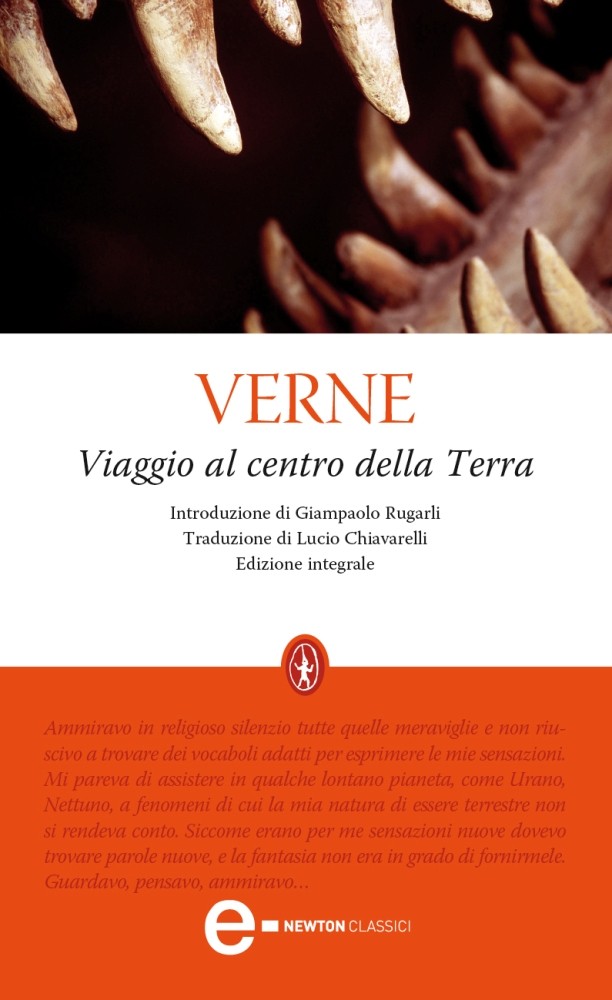 VERNE
Viaggio al centro della Terra
Introduzione di Giampaolo Rugarli
Traduzione di Lucio Chiavarelli
Edizione integrale
Ammiravo in religioso silenzio tutte quelle meraviglie e non riu-
scivo a trovare dei vocaboli adatti per esprimere le mie sensazioni.
Mi pareva di assistere in qualche lontano pianeta, come Urano,
Nettuno, a fenomeni di cui la mia natura di essere terrestre non
si rendeva conto. Siccome erano per me sensazioni nuove dovevo
trovare parole nuove, e la fantasia non era in grado di fornirmele.
Guardavo, pensavo, ammiravo...
e NEWTON CLASSICI